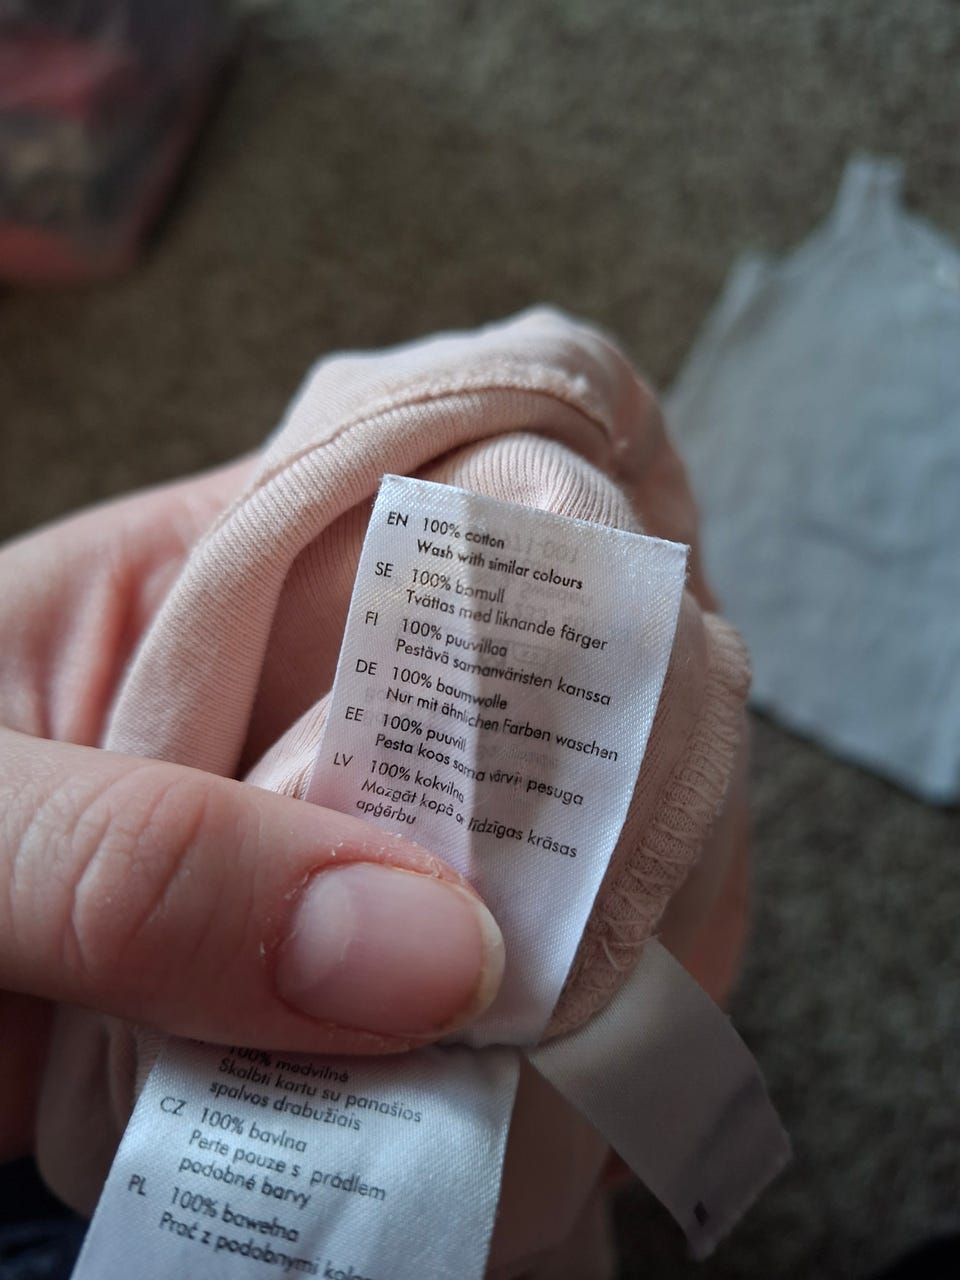 EN 100% cotton
Wash with similar colours
SE 100% bomull
Tvättas med liknande färger
FI 100% puuvillaa
Pestävä samanväristen kanssa
DE 100% baumwolle
Nur mit ähnlichen Farben waschen
EE 100% puuvill
Pesta koos sama värvi pesuga
LV 100% kokvilna
Mazgāt kopā ar līdzīgas krāsas
apģērbu
100% medvilnė
Skalbti kartu su panašios
spalvos drabužiais
CZ 100% bavlna
Perte pouze s prádlem
podobné barvy
PL 100% bawełna
Prać z podobnymi